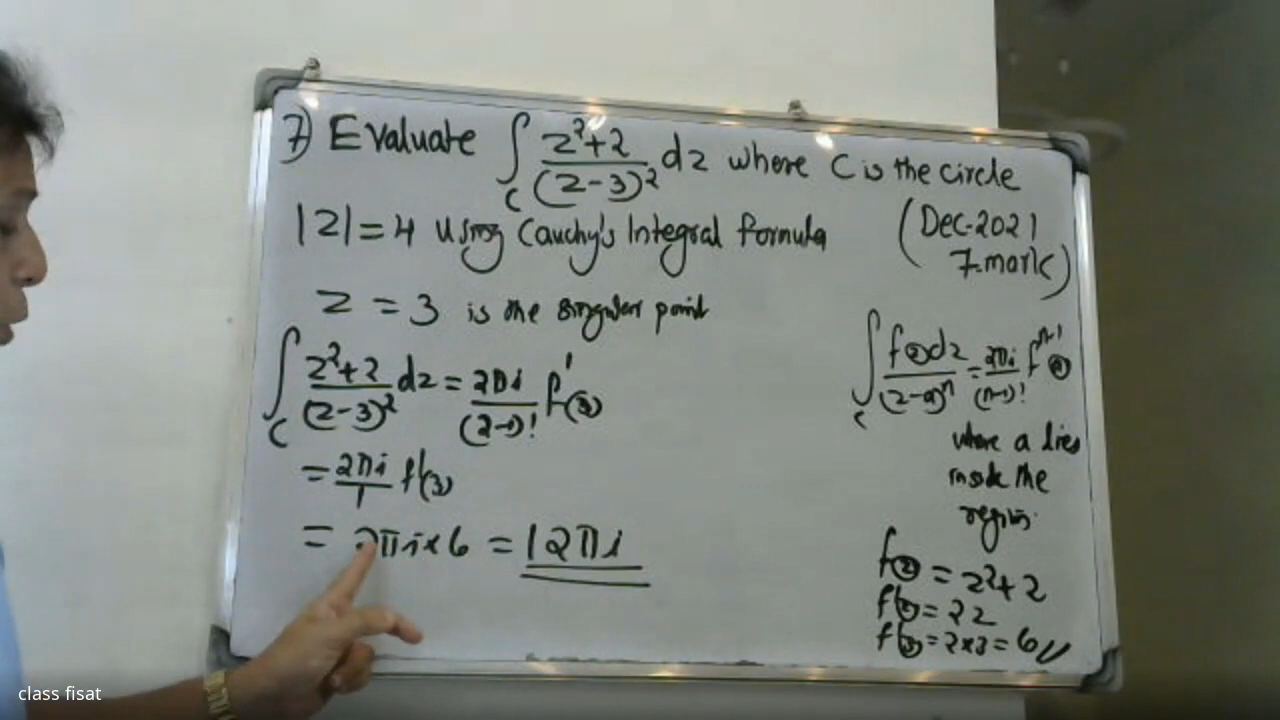 7) Evaluate ∫_C (z²+2)/(z-3)² dz where C is the circle
|z| = 4 using Cauchy's Integral formula (Dec-2021
7-mark)
z = 3 is the singular point
∫_C (z²+2)/(z-3)² dz = 2πi/(2-1)! f'(3)
= 2πi/1 f'(3)
= 2πi×6 = 12πi
∫_C f(z)dz/(z-a)ⁿ = 2πi/(n-1)! fⁿ⁻¹(a)
where a lies
inside the
region.
f(z) = z²+2
f'(z) = 2z
f'(3) = 2×3 = 6
class fisat